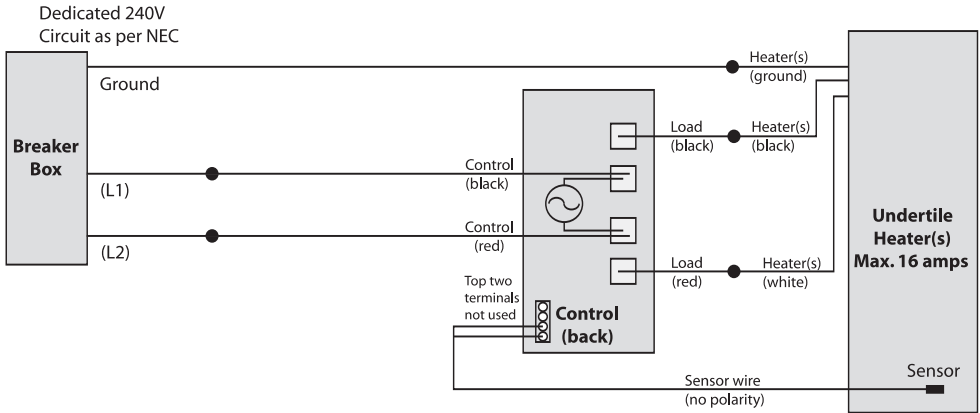 Dedicated 240V
Circuit as per NEC
Ground
Heater(s)
(ground)
Breaker
Box
Load
(black)
Heater(s)
(black)
(L1)
Control
(black)
(L2)
Control
(red)
Undertile
Heater(s)
Max. 16 amps
Load
(red)
Heater(s)
(white)
Top two
terminals
not used
Control
(back)
Sensor
Sensor wire
(no polarity)